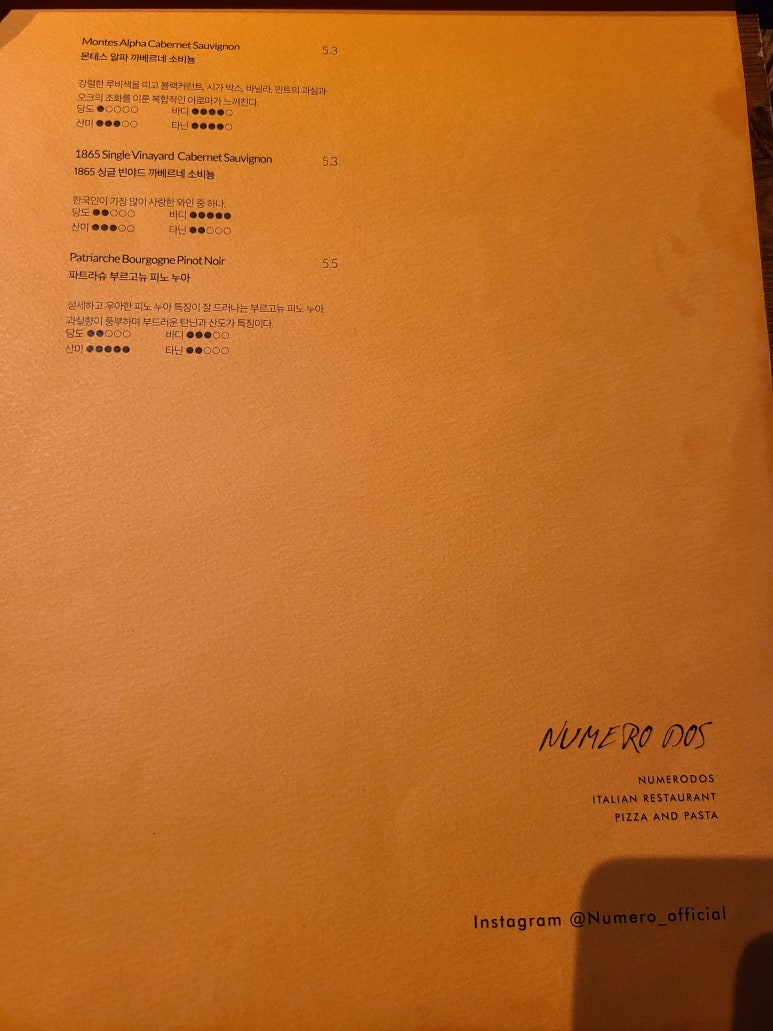 Montes Alpha Cabernet Sauvignon 5.3
몬테스 알파 까베르네 소비뇽
강렬한 루비색을 띠고 블랙커런트, 시가 박스, 바닐라, 민트의 과실과
오크의 조화를 이룬 복합적인 아로마가 느껴진다.
당도 ●○○○○ 바디 ●●●●○
산미 ●●●○○ 타닌 ●●●●○
1865 Single Vinayard Cabernet Sauvignon 5.3
1865 싱글 빈야드 까베르네 소비뇽
한국인이 가장 많이 사랑한 와인 중 하나.
당도 ●●○○○ 바디 ●●●●●
산미 ●●●○○ 타닌 ●●○○○
Patriarche Bourgogne Pinot Noir 5.5
파트라슈 부르고뉴 피노 누아
섬세하고 우아한 피노 누아 특징이 잘 드러나는 부르고뉴 피노 누아.
과실향이 풍부하며 부드러운 탄닌과 산도가 특징이다.
당도 ●●○○○ 바디 ●●●○○
산미 ●●●●● 타닌 ●●○○○
NUMERO DOS
NUMERODOS
ITALIAN RESTAURANT
PIZZA AND PASTA
Instagram @Numero_official